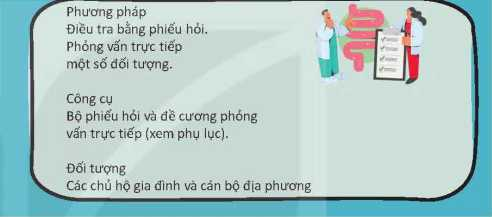 Phương pháp
Điều tra bằng phiếu hỏi.
Phỏng vấn trực tiếp
một số đối tượng.
Công cụ
Bộ phiếu hỏi và đề cương phỏng
vấn trực tiếp (xem phụ lục).
Đối tượng
Các chủ hộ gia đình và cán bộ địa phương